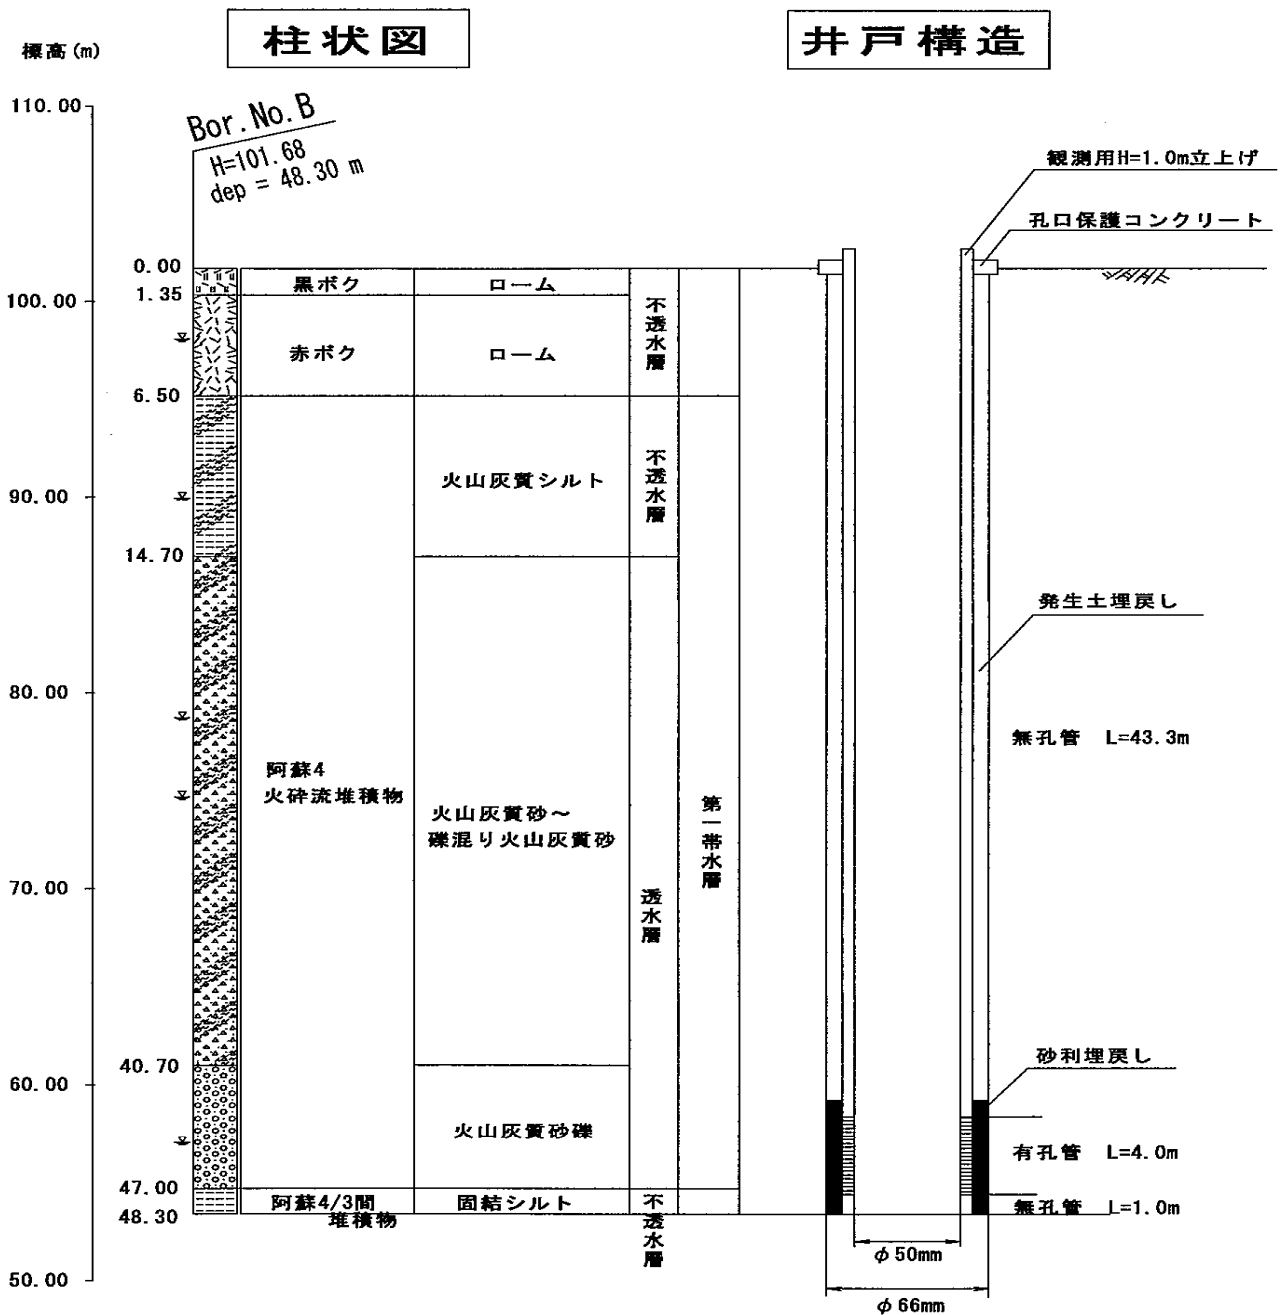 柱状図
井戸構造
標高(m)
110.00
100.00
90.00
80.00
70.00
60.00
50.00
Bor.No.B
H=101.68
dep = 48.30 m
0.00
1.35
6.50
14.70
40.70
47.00
48.30
黒ボク
ローム
赤ボク
ローム
不透水層
火山灰質シルト
不透水層
阿蘇4
火砕流堆積物
火山灰質砂～
礫混り火山灰質砂
透水層
第一帯水層
火山灰質砂礫
阿蘇4/3間
堆積物
固結シルト
不透水層
観測用H=1.0m立上げ
孔口保護コンクリート
発生土埋戻し
無孔管 L=43.3m
砂利埋戻し
有孔管 L=4.0m
無孔管 L=1.0m
φ50mm
φ66mm